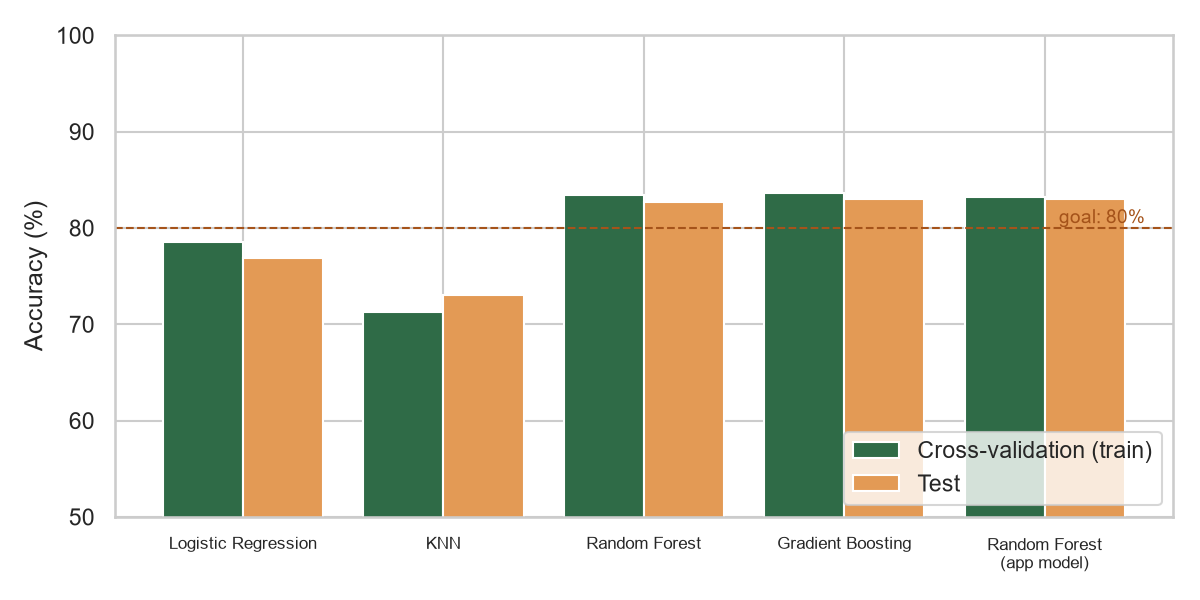 100
90
80
70
60
50
Accuracy (%)
goal: 80%
Cross-validation (train)
Test
Logistic Regression
KNN
Random Forest
Gradient Boosting
Random Forest
(app model)